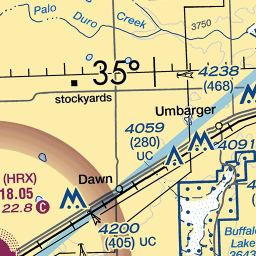 Palo
Duro
Creek
3750
35°
4238
(468)
stockyards
Umbarger
4059
(280)
UC
4091
(HRX)
18.05
22.8 C
Dawn
4200
(405) UC
Buffalo
Lake
3643